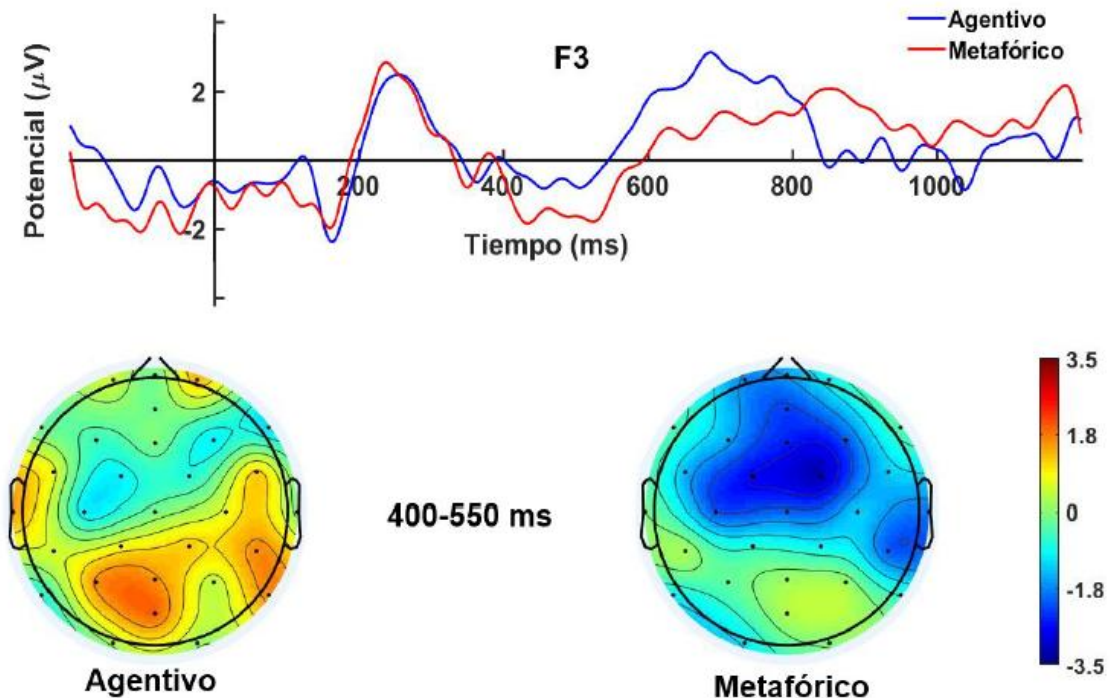 Agentivo
Metafórico
F3
Potencial (μV)
2
-2
200
400
600
800
1000
Tiempo (ms)
400-550 ms
3.5
1.8
0
-1.8
-3.5
Agentivo
Metafórico